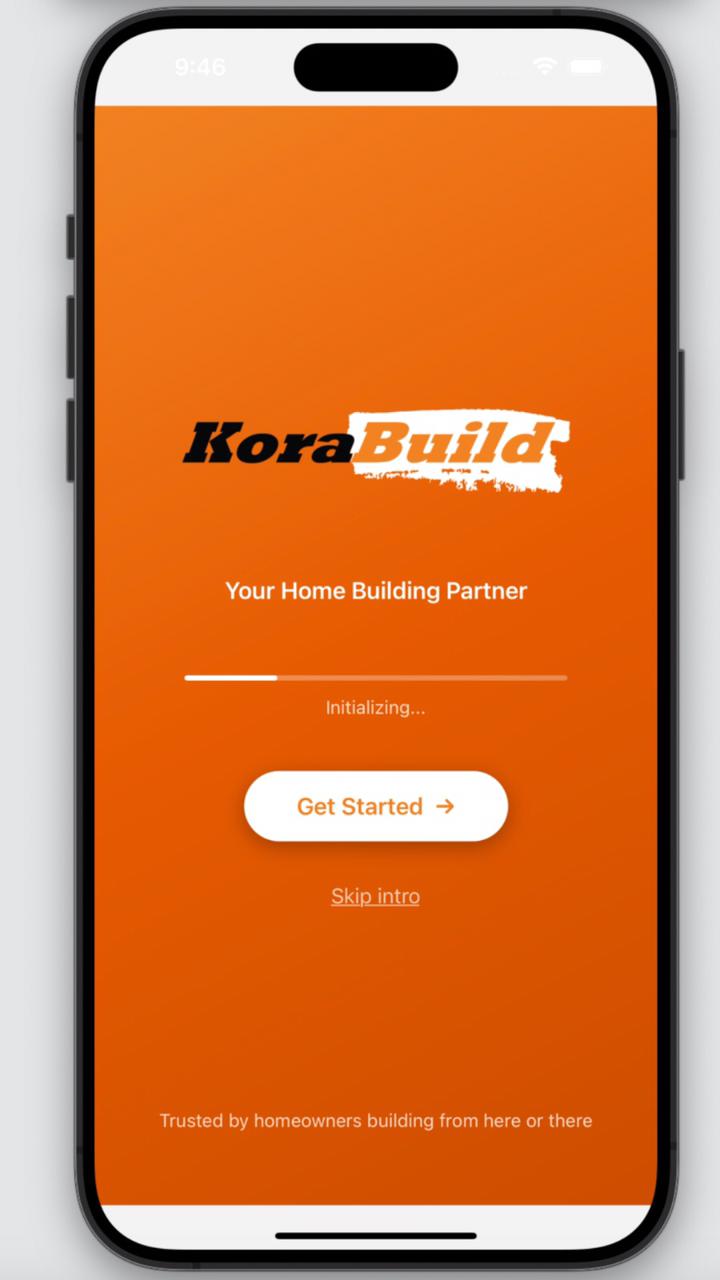 9:46
KoraBuild
Your Home Building Partner
Initializing...
Get Started →
Skip intro
Trusted by homeowners building from here or there